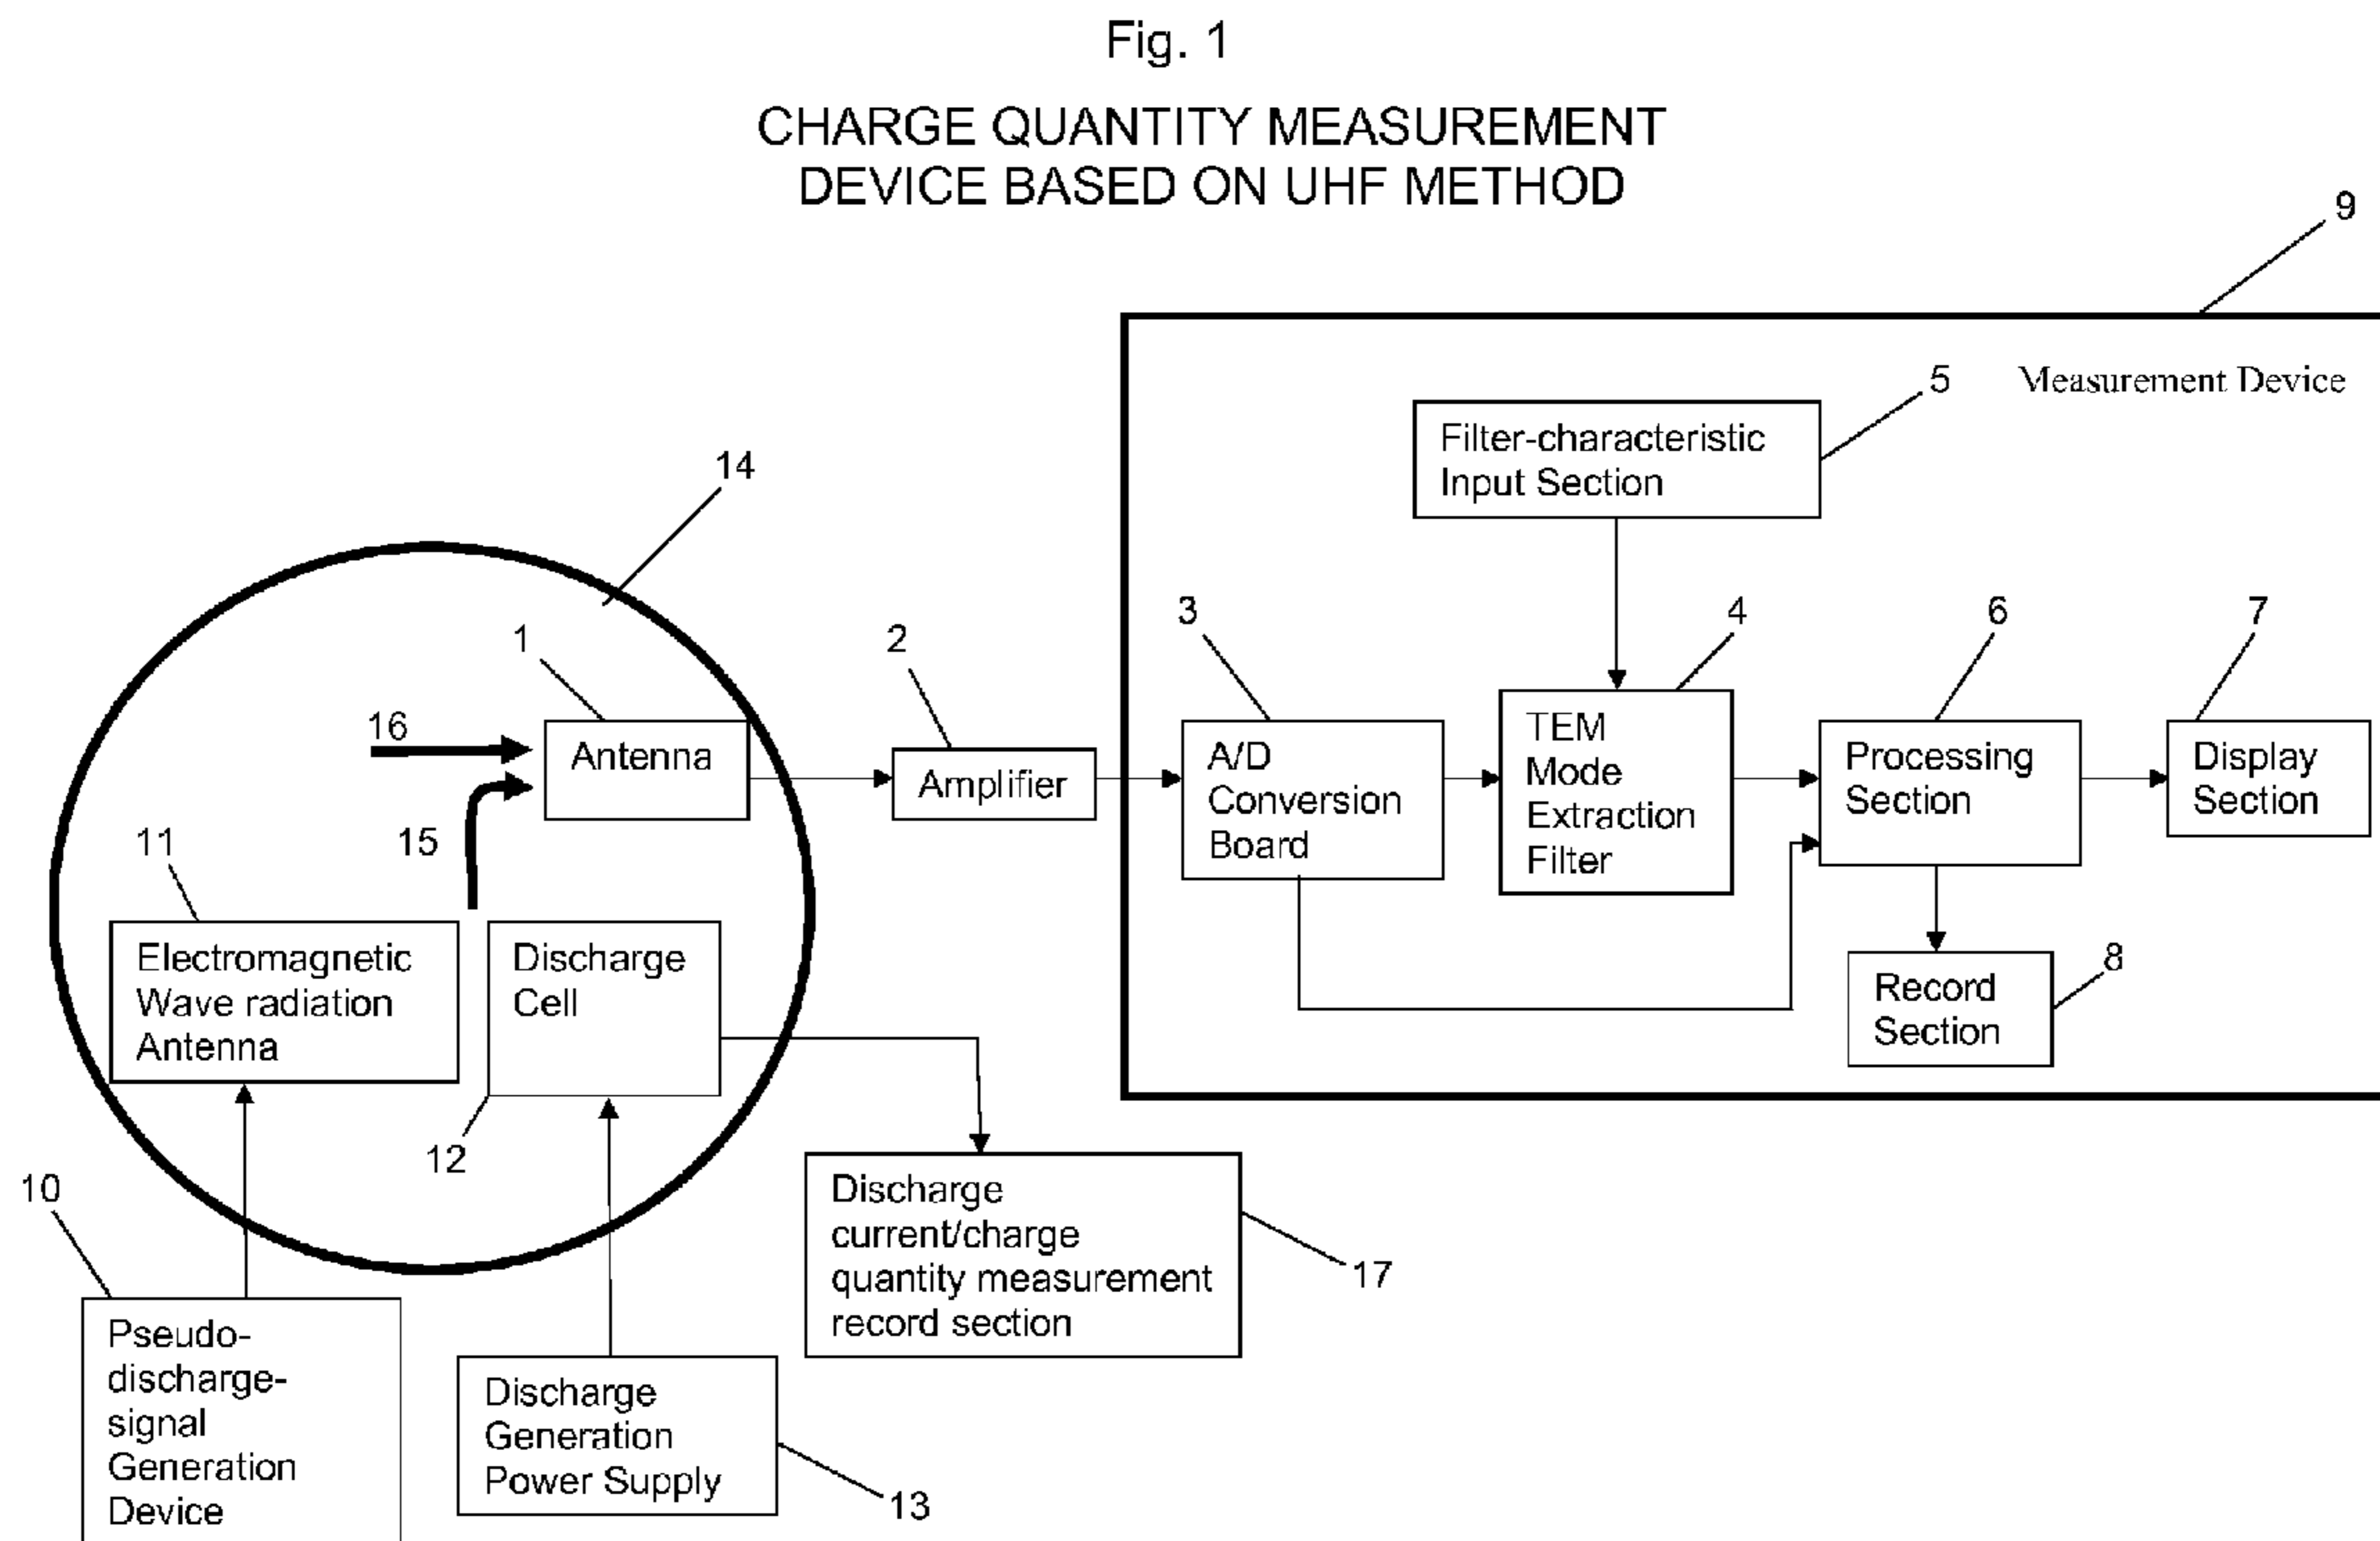 Fig. 1
CHARGE QUANTITY MEASUREMENT
DEVICE BASED ON UHF METHOD
9
Measurement Device
5
Filter-characteristic
Input Section
14
1
2
3
4
6
7
16
Antenna
Amplifier
A/D
Conversion
Board
TEM
Mode
Extraction
Filter
Processing
Section
Display
Section
15
11
Electromagnetic
Wave radiation
Antenna
Discharge
Cell
8
Record
Section
12
10
Discharge
current/charge
quantity measurement
record section
17
Pseudo-
discharge-
signal
Generation
Device
Discharge
Generation
Power Supply
13